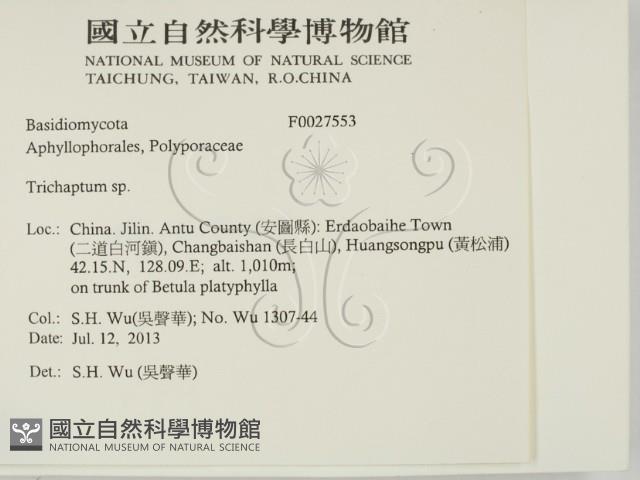 國立自然科學博物館
NATIONAL MUSEUM OF NATURAL SCIENCE
TAICHUNG, TAIWAN, R.O.CHINA
Basidiomycota F0027553
Aphyllophorales, Polyporaceae
Trichaptum sp.
Loc.: China. Jilin. Antu County (安圖縣): Erdaobaihe Town
(二道白河鎮), Changbaishan (長白山), Huangsongpu (黃松浦)
42.15.N, 128.09.E; alt. 1,010m;
on trunk of Betula platyphylla
Col.: S.H. Wu(吳聲華); No. Wu 1307-44
Date: Jul. 12, 2013
Det.: S.H. Wu (吳聲華)
國立自然科學博物館
NATIONAL MUSEUM OF NATURAL SCIENCE